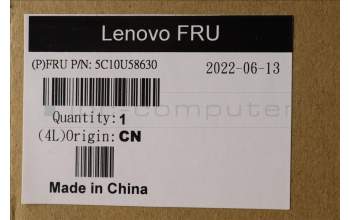 Lenovo FRU
(P)FRU P/N: 5C10U58630
2022-06-13
Quantity: 1
(4L)Origin: CN
Made in China